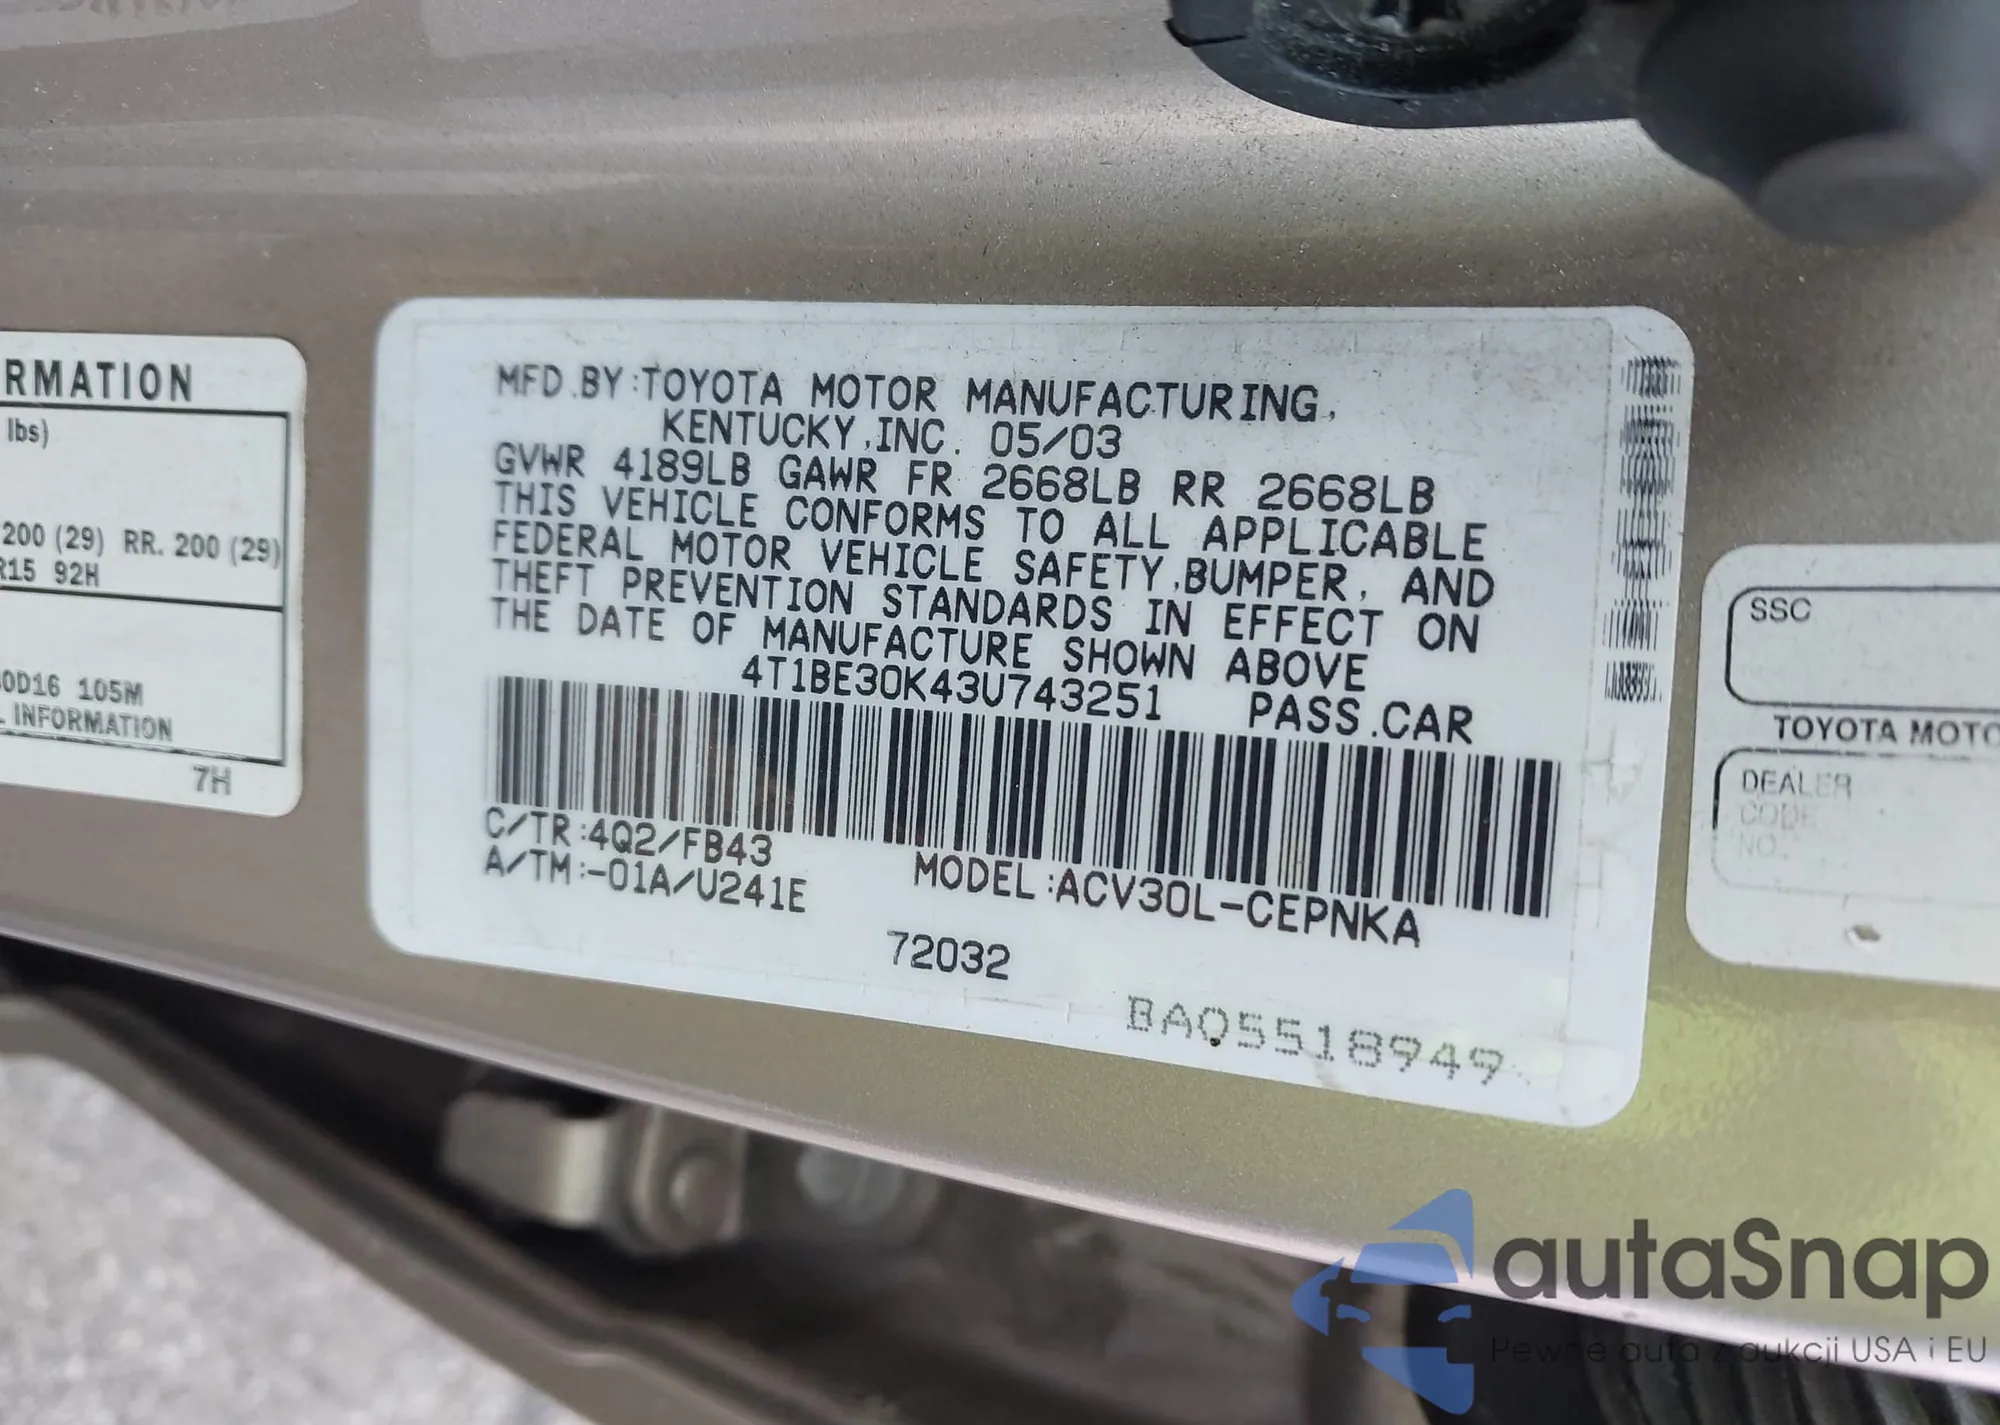 RMATION
lbs)
200 (29) RR. 200 (29)
R15 92H
0D16 105M
INFORMATION
7H
MFD.BY:TOYOTA MOTOR MANUFACTURING,
KENTUCKY,INC. 05/03
GVWR 4189LB GAWR FR 2668LB RR 2668LB
THIS VEHICLE CONFORMS TO ALL APPLICABLE
FEDERAL MOTOR VEHICLE SAFETY,BUMPER, AND
THEFT PREVENTION STANDARDS IN EFFECT ON
THE DATE OF MANUFACTURE SHOWN ABOVE
4T1BE30K43U743251 PASS.CAR
C/TR:4Q2/FB43
A/TM:-01A/U241E
MODEL:ACV30L-CEPNKA
72032
BA05518949
SSC
TOYOTA MOTO
DEALER
CODE
NO.
autaSnap
Pewne auta z aukcji USA i EU